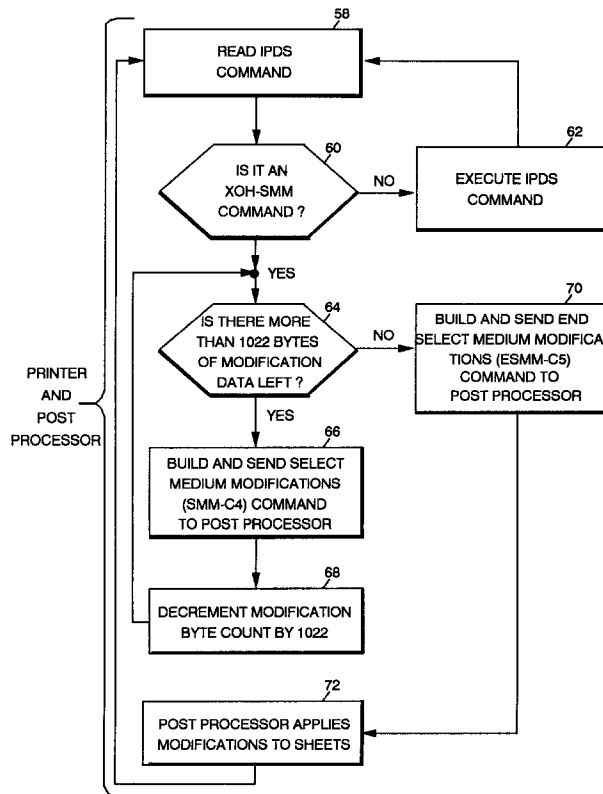 58
READ IPDS
COMMAND
60
IS IT AN
XOH-SMM
COMMAND ?
NO
62
EXECUTE IPDS
COMMAND
YES
64
IS THERE MORE
THAN 1022 BYTES
OF MODIFICATION
DATA LEFT ?
NO
70
BUILD AND SEND END
SELECT MEDIUM MODIFICA
TIONS (ESMM-C5)
COMMAND TO
POST PROCESSOR
PRINTER
AND
POST
PROCESSOR
YES
66
BUILD AND SEND SELECT
MEDIUM MODIFICATIONS
(SMM-C4) COMMAND
TO POST PROCESSOR
68
DECREMENT MODIFICATION
BYTE COUNT BY 1022
72
POST PROCESSOR APPLIES
MODIFICATIONS TO SHEETS